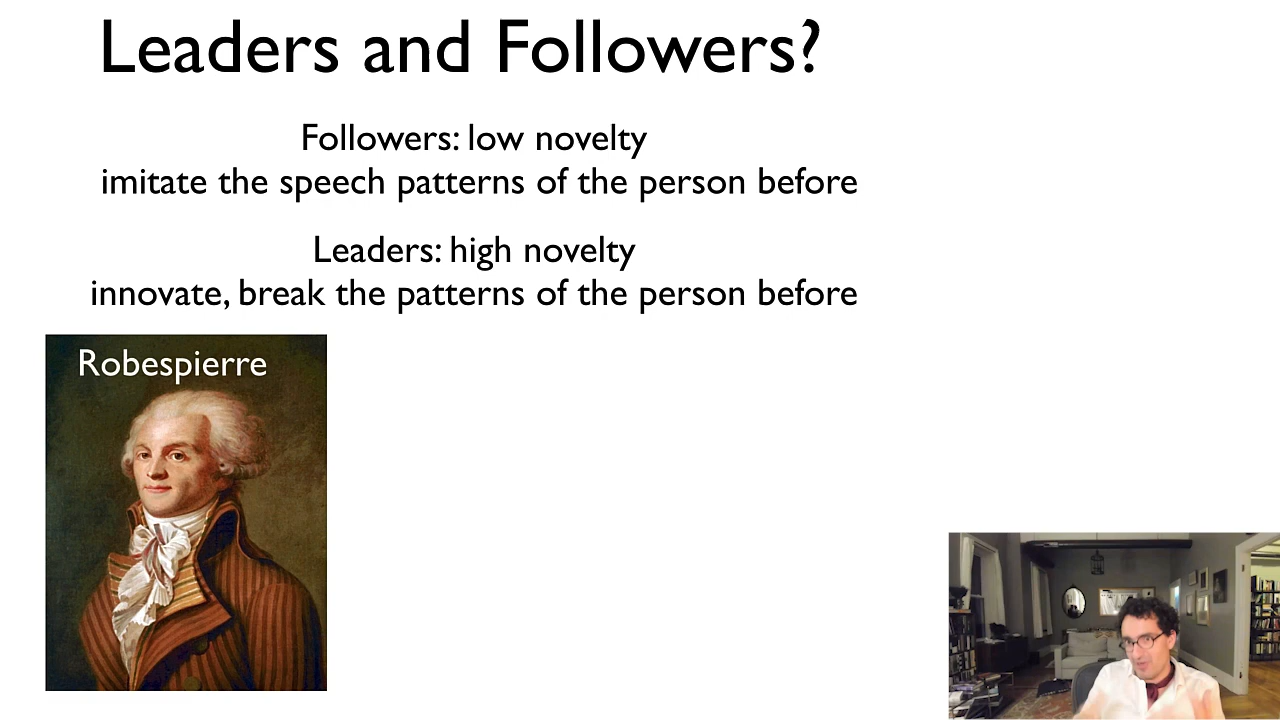 Leaders and Followers?
Followers: low novelty
imitate the speech patterns of the person before
Leaders: high novelty
innovate, break the patterns of the person before
Robespierre